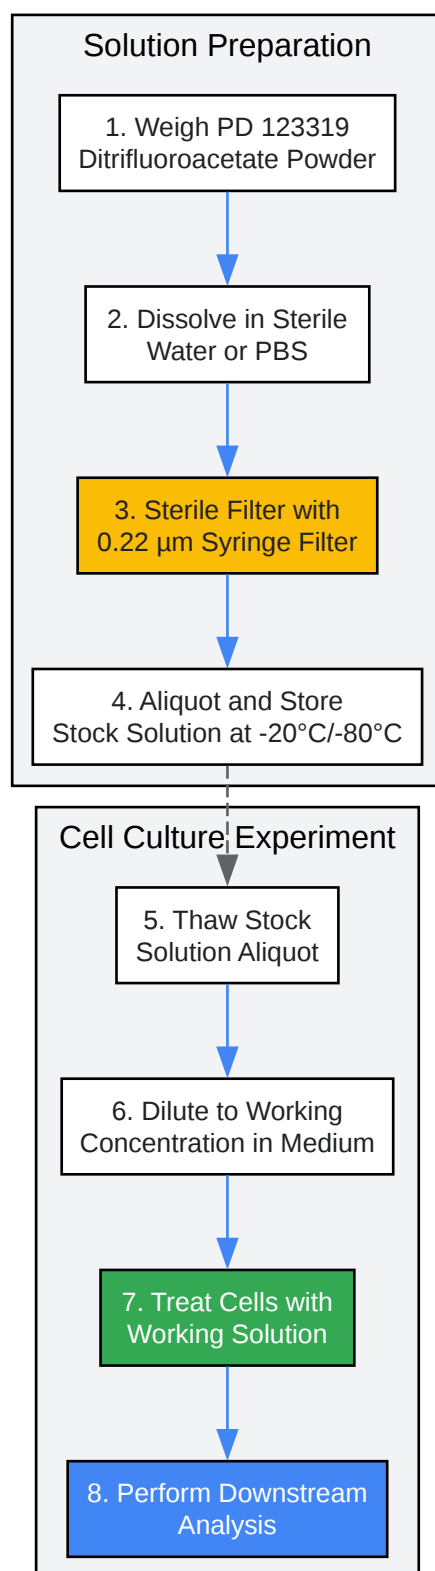 Solution Preparation
1. Weigh PD 123319
Ditrifluoroacetate Powder
2. Dissolve in Sterile
Water or PBS
3. Sterile Filter with
0.22 µm Syringe Filter
4. Aliquot and Store
Stock Solution at -20°C/-80°C
Cell Culture Experiment
5. Thaw Stock
Solution Aliquot
6. Dilute to Working
Concentration in Medium
7. Treat Cells with
Working Solution
8. Perform Downstream
Analysis